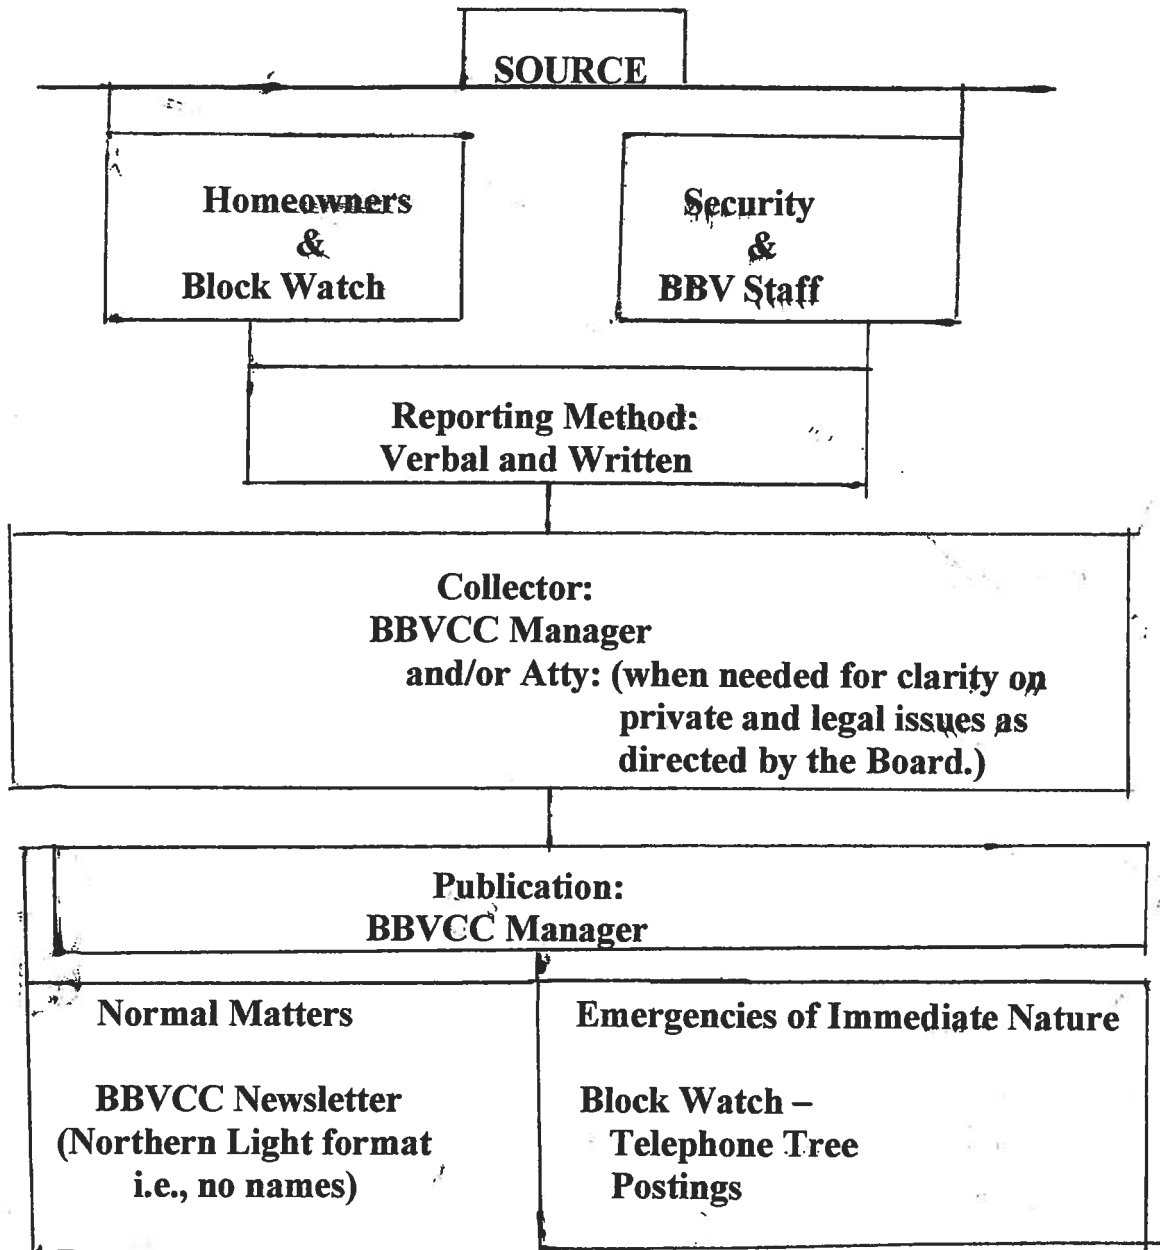 SOURCE
Homeowners
&
Block Watch
Security
&
BBV Staff
Reporting Method:
Verbal and Written
Collector:
BBVCC Manager
and/or Atty: (when needed for clarity on
private and legal issues as
directed by the Board.)
Publication:
BBVCC Manager
Normal Matters
BBVCC Newsletter
(Northern Light format
i.e., no names)
Emergencies of Immediate Nature
Block Watch –
Telephone Tree
Postings